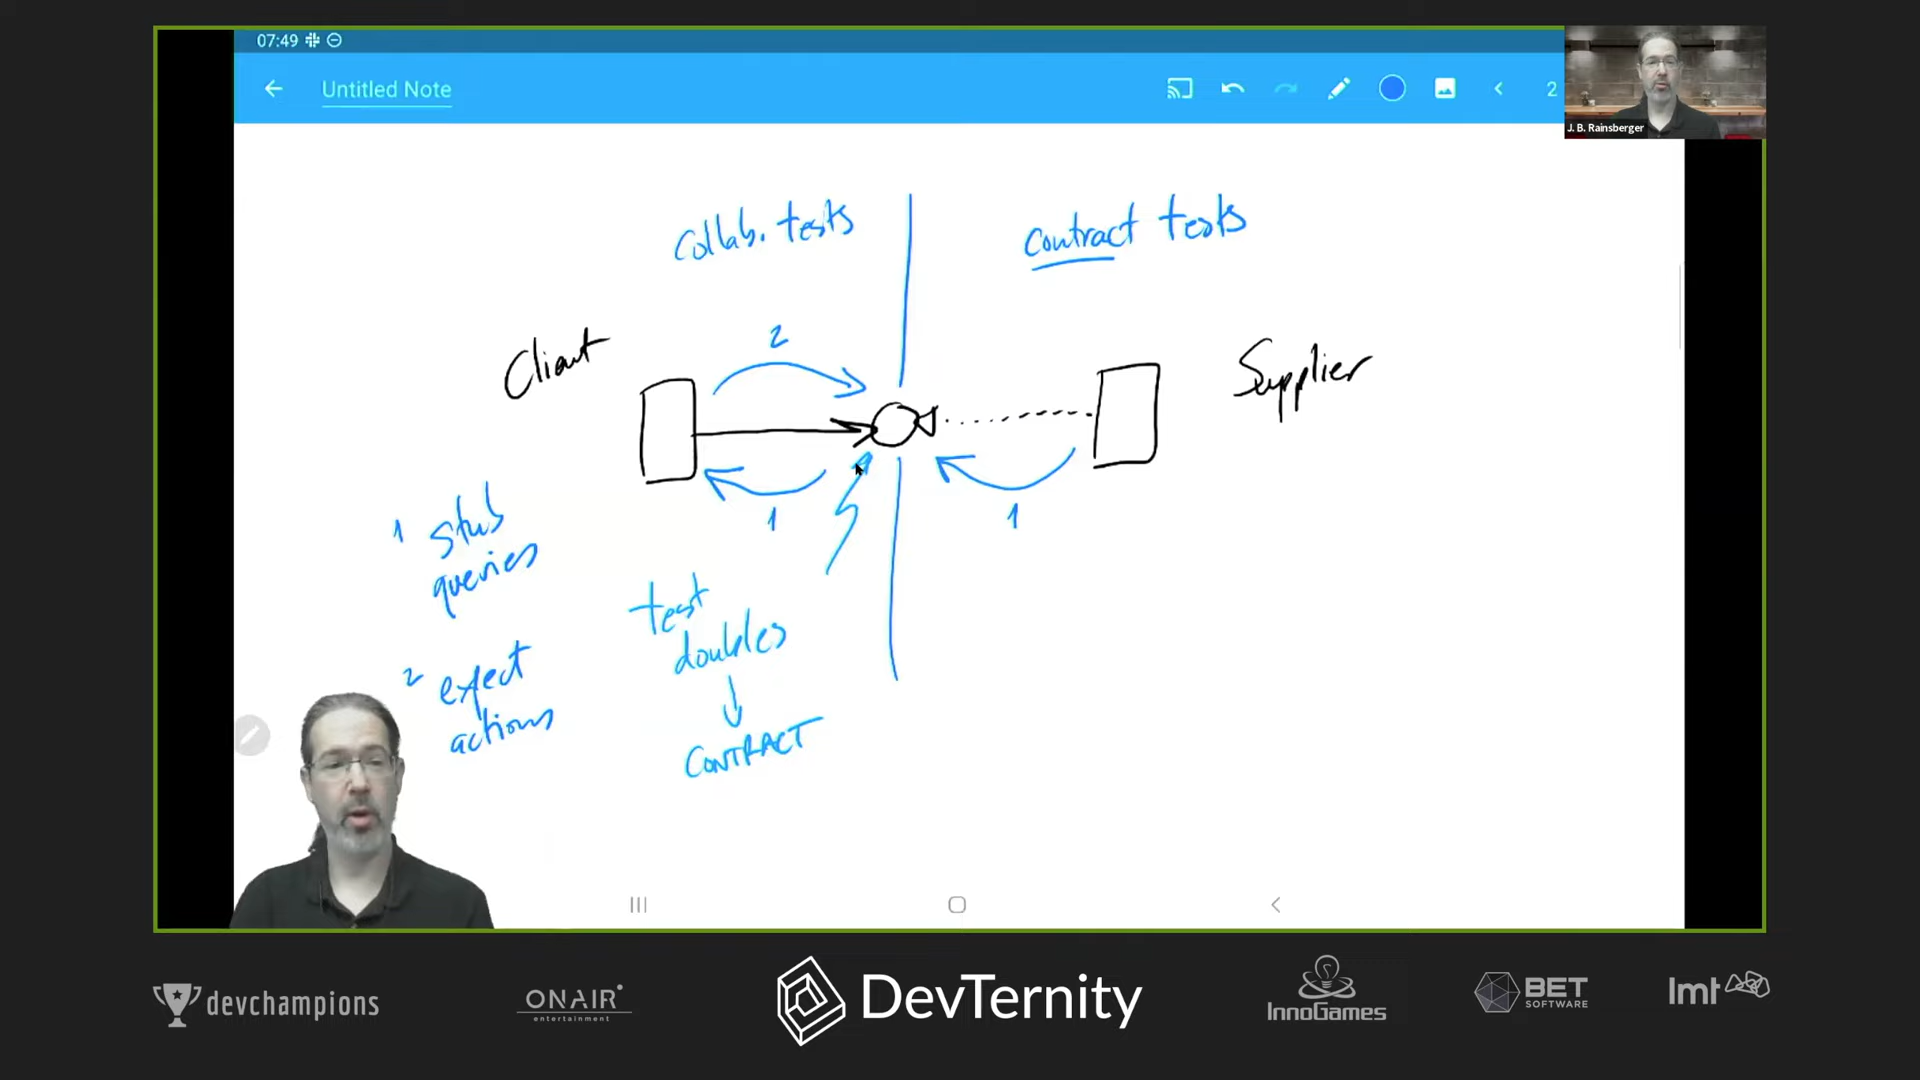 07:49
Untitled Note
2
J. B. Rainsberger
collab. tests
contract tests
Client
2
Supplier
1
1
1 stub
queries
test
doubles
2 expect
actions
CONTRACT
devchampions
ONAIR
entertainment
DevTernity
InnoGames
BET
SOFTWARE
lmt